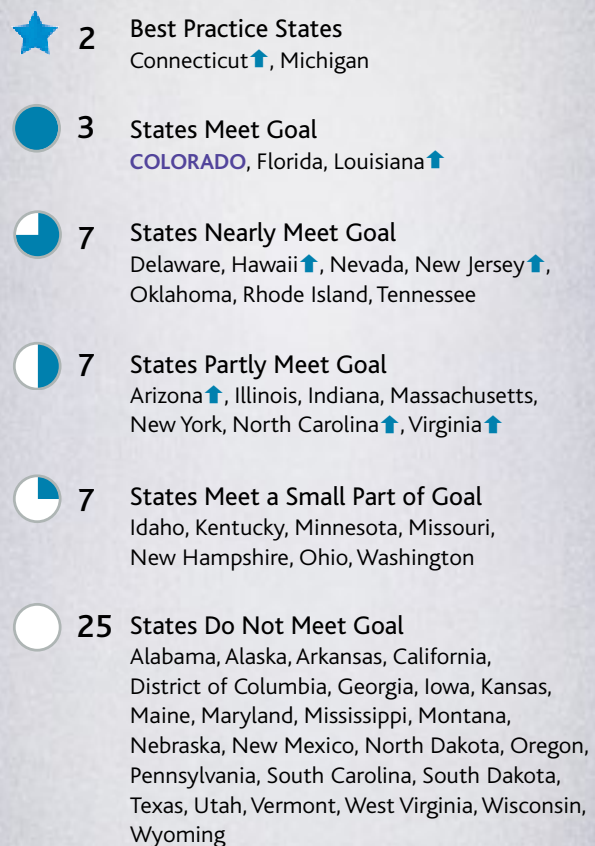 2 Best Practice States
Connecticut⬆, Michigan
3 States Meet Goal
COLORADO, Florida, Louisiana⬆
7 States Nearly Meet Goal
Delaware, Hawaii⬆, Nevada, New Jersey⬆,
Oklahoma, Rhode Island, Tennessee
7 States Partly Meet Goal
Arizona⬆, Illinois, Indiana, Massachusetts,
New York, North Carolina⬆, Virginia⬆
7 States Meet a Small Part of Goal
Idaho, Kentucky, Minnesota, Missouri,
New Hampshire, Ohio, Washington
25 States Do Not Meet Goal
Alabama, Alaska, Arkansas, California,
District of Columbia, Georgia, Iowa, Kansas,
Maine, Maryland, Mississippi, Montana,
Nebraska, New Mexico, North Dakota, Oregon,
Pennsylvania, South Carolina, South Dakota,
Texas, Utah, Vermont, West Virginia, Wisconsin,
Wyoming